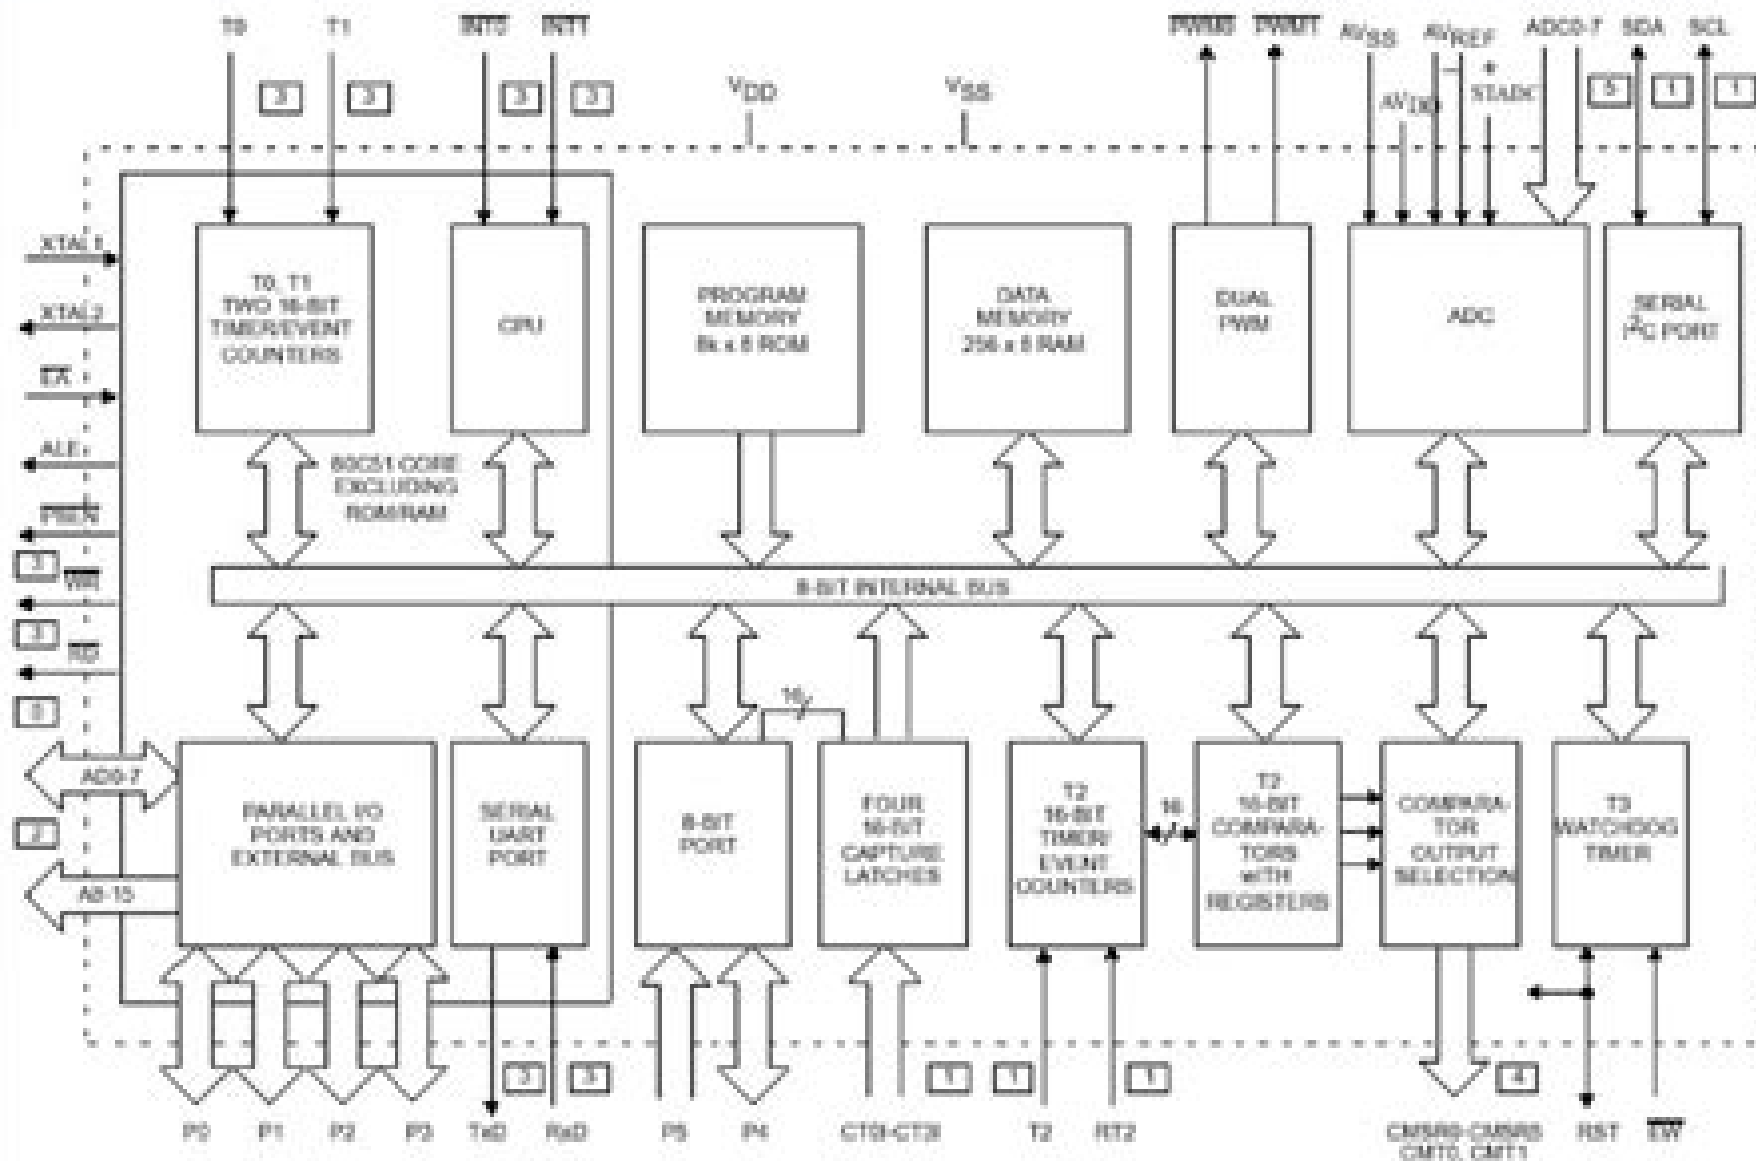 T0 T1 INT0 INT1 PWM0 PWM1 AVSS AVREF ADC0-7 SDA SCL
3 3 3 3 VDD VSS - + 5 1 1
AVDD STADC
XTAL1
XTAL2
EA
ALE
PSEN
3
WR
3
RD
0
AD0-7
2
A8-15
T0, T1
TWO 16-BIT
TIMER/EVENT
COUNTERS
CPU
PROGRAM
MEMORY
8k x 8 ROM
DATA
MEMORY
256 x 8 RAM
DUAL
PWM
ADC
SERIAL
I2C PORT
80C51 CORE
EXCLUDING
ROM/RAM
8-BIT INTERNAL BUS
PARALLEL I/O
PORTS AND
EXTERNAL BUS
SERIAL
UART
PORT
8-BIT
PORT
16
FOUR
16-BIT
CAPTURE
LATCHES
T2
16-BIT
TIMER/
EVENT
COUNTERS
16
T2
16-BIT
COMPARA-
TORS
wITH
REGISTERS
COMPARA-
TOR
OUTPUT
SELECTION
T3
WATCHDOG
TIMER
3 3 1 1 1 4
P0 P1 P2 P3 TxD RxD P5 P4 CT0I-CT3I T2 RT2 CMSR0-CMSR5 RST EW
CMT0, CMT1